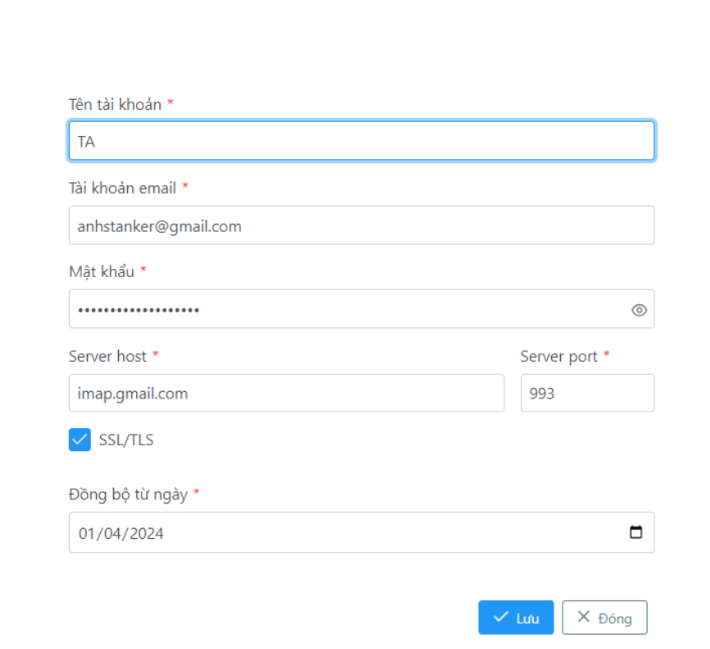 Tên tài khoản *
TA
Tài khoản email *
anhstanker@gmail.com
Mật khẩu *
•••••••••••••••••••
Server host * Server port *
imap.gmail.com 993
SSL/TLS
Đồng bộ từ ngày *
01/04/2024
Lưu Đóng